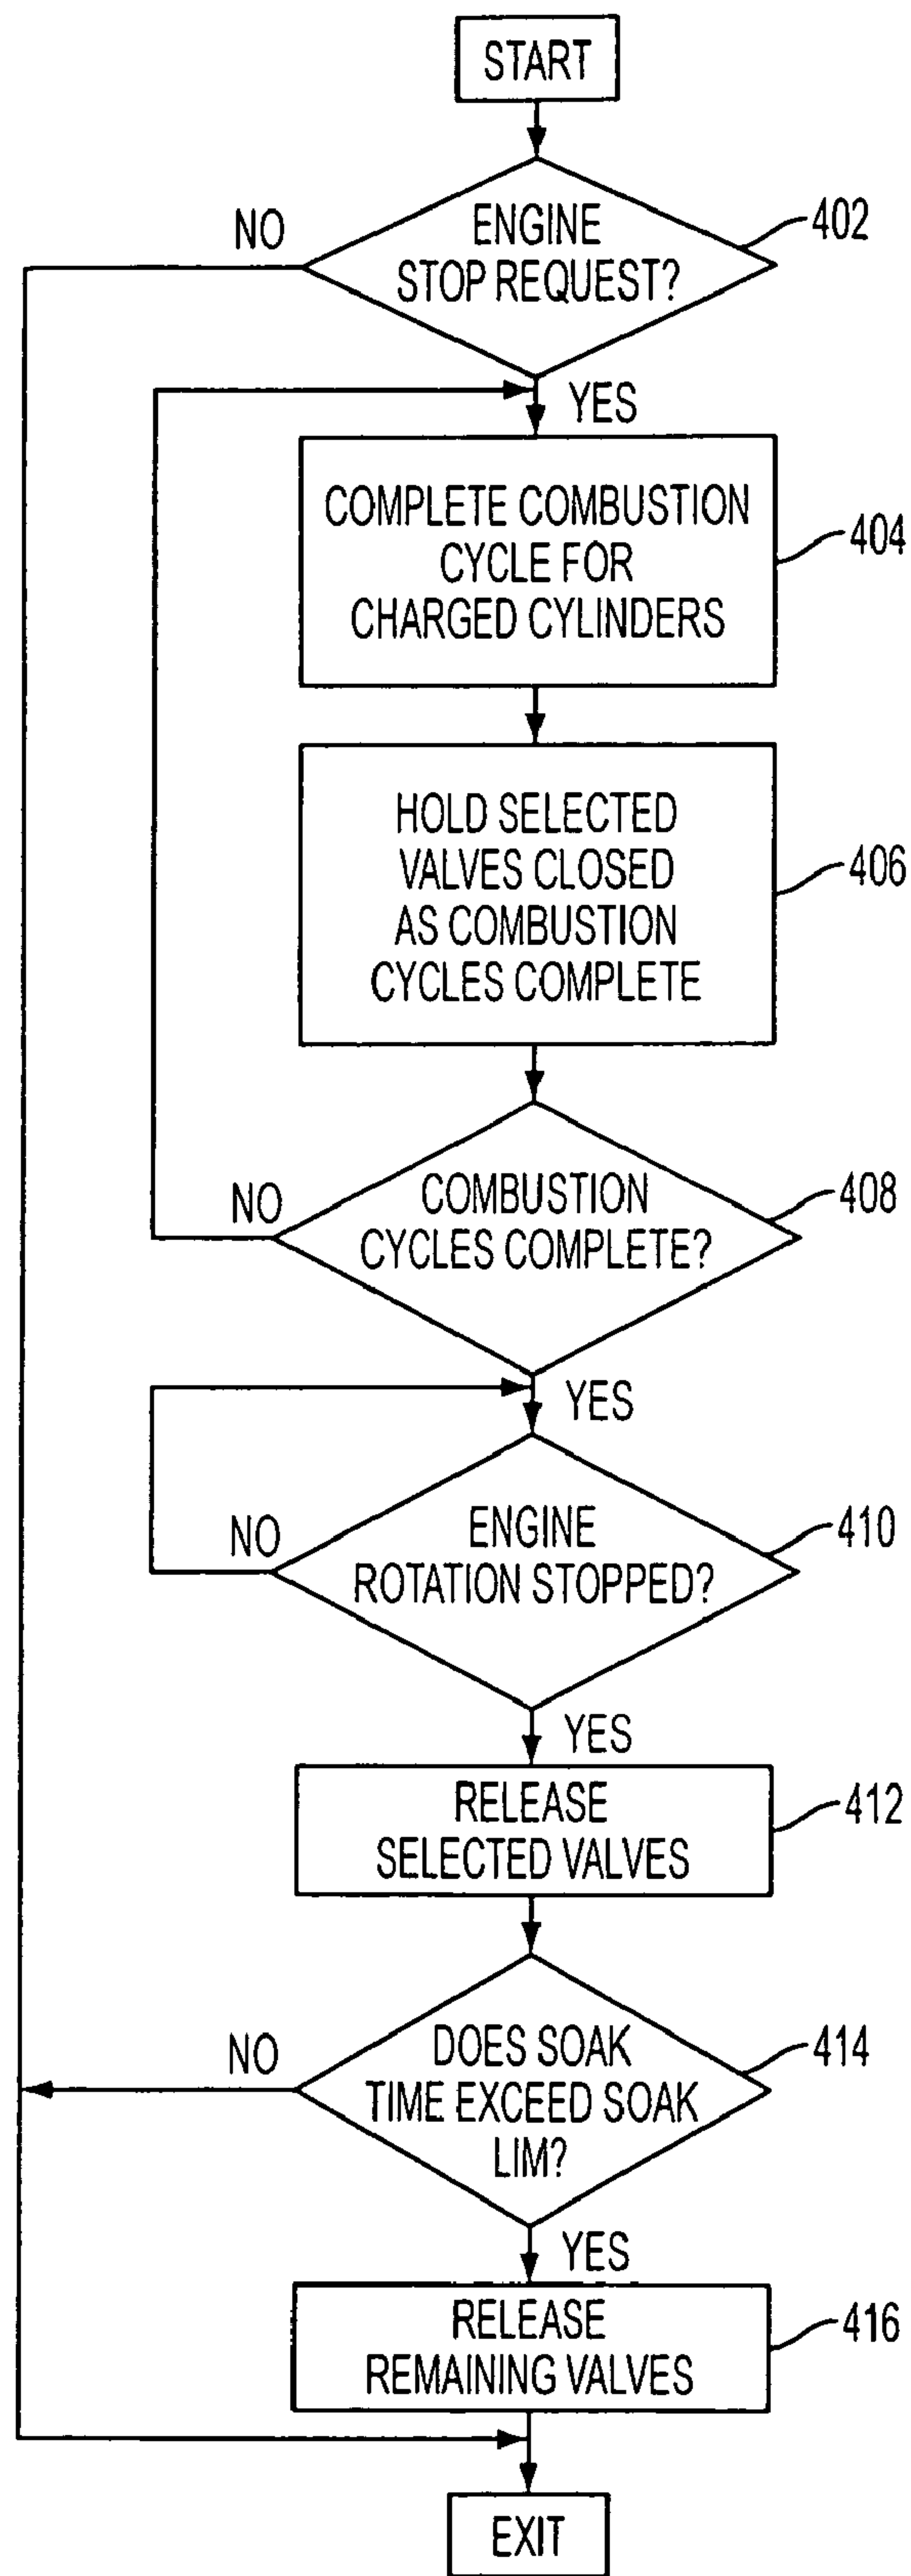 START
NO
ENGINE
STOP REQUEST?
402
YES
COMPLETE COMBUSTION
CYCLE FOR
CHARGED CYLINDERS
404
HOLD SELECTED
VALVES CLOSED
AS COMBUSTION
CYCLES COMPLETE
406
NO
COMBUSTION
CYCLES COMPLETE?
408
YES
NO
ENGINE
ROTATION STOPPED?
410
YES
RELEASE
SELECTED VALVES
412
NO
DOES SOAK
TIME EXCEED SOAK
LIM?
414
YES
RELEASE
REMAINING VALVES
416
EXIT